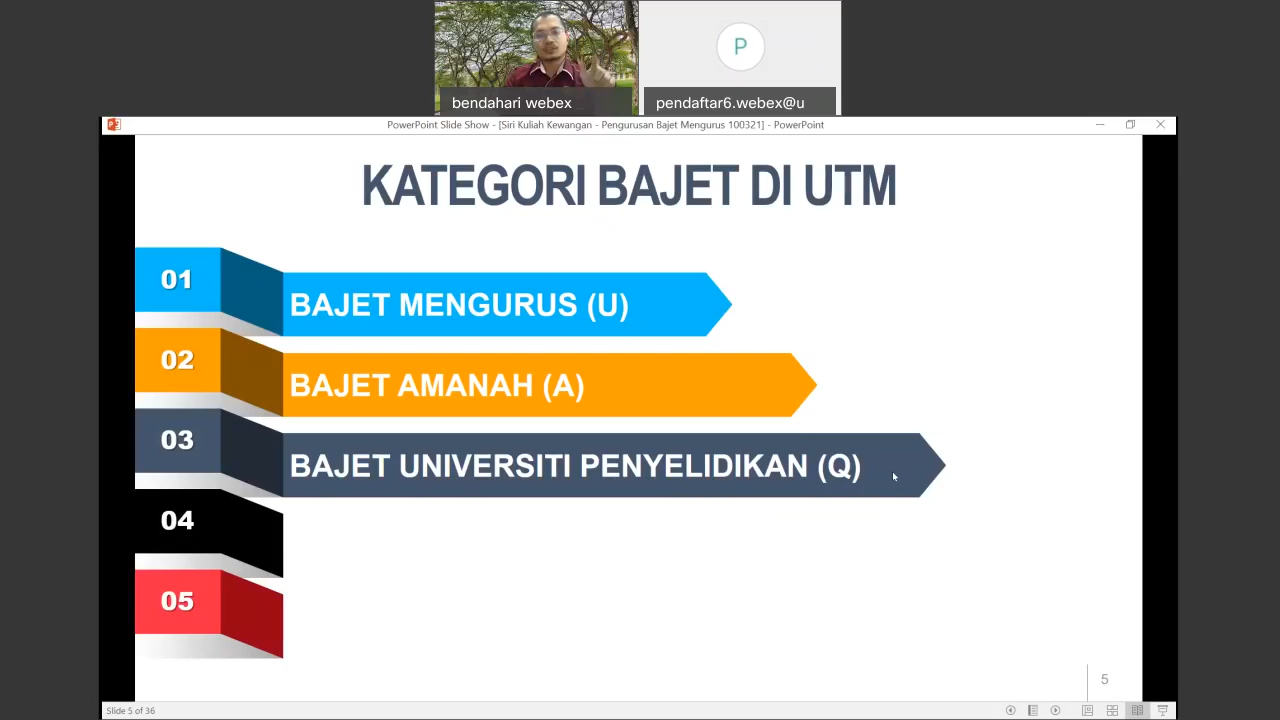 P
bendahari webex
pendaftar6.webex@u
PowerPoint Slide Show - [Siri Kuliah Kewangan - Pengurusan Bajet Mengurus 100321] - PowerPoint
KATEGORI BAJET DI UTM
01
BAJET MENGURUS (U)
02
BAJET AMANAH (A)
03
BAJET UNIVERSITI PENYELIDIKAN (Q)
04
05
5
Slide 5 of 36